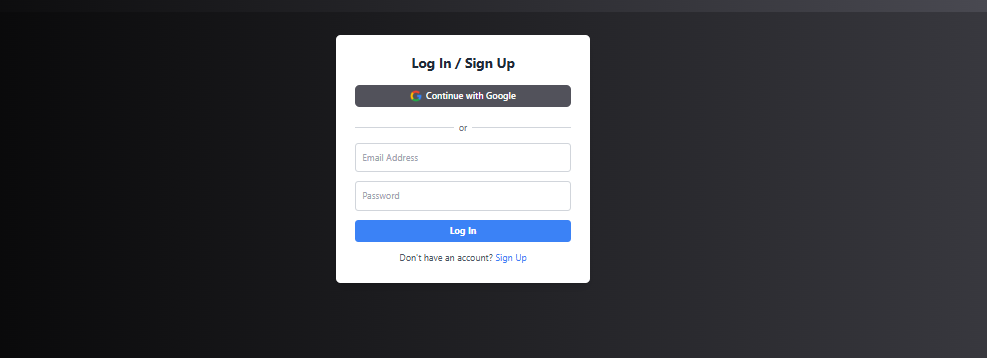 Log In / Sign Up
Continue with Google
or
Email Address
Password
Log In
Don't have an account? Sign Up